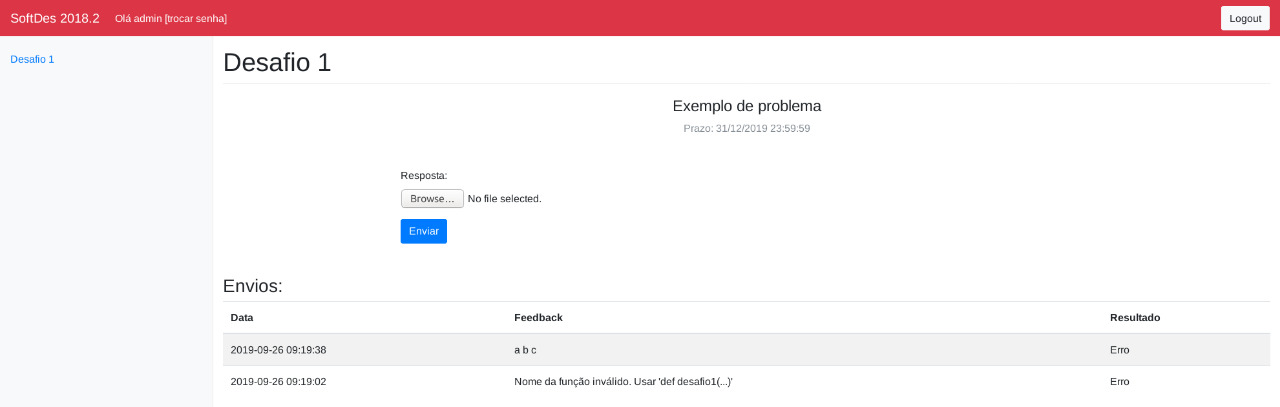 SoftDes 2018.2 Olá admin [trocar senha] Logout
Desafio 1
Desafio 1
Exemplo de problema
Prazo: 31/12/2019 23:59:59
Resposta:
Browse... No file selected.
Enviar
Envios:
Data Feedback Resultado
2019-09-26 09:19:38 a b c Erro
2019-09-26 09:19:02 Nome da função inválido. Usar 'def desafio1(...)' Erro